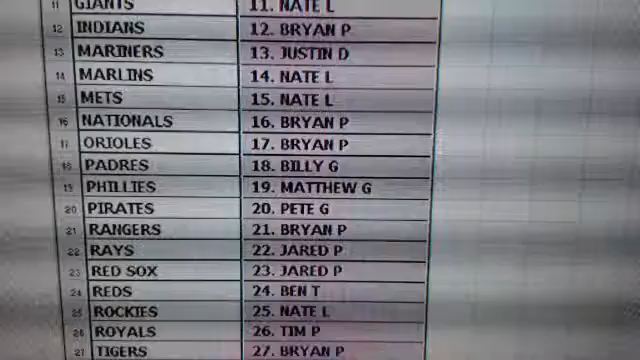 11 GIANTS 11. NATE L
12 INDIANS 12. BRYAN P
13 MARINERS 13. JUSTIN D
14 MARLINS 14. NATE L
15 METS 15. NATE L
16 NATIONALS 16. BRYAN P
17 ORIOLES 17. BRYAN P
18 PADRES 18. BILLY G
19 PHILLIES 19. MATTHEW G
20 PIRATES 20. PETE G
21 RANGERS 21. BRYAN P
22 RAYS 22. JARED P
23 RED SOX 23. JARED P
24 REDS 24. BEN T
25 ROCKIES 25. NATE L
26 ROYALS 26. TIM P
27 TIGERS 27. BRYAN P